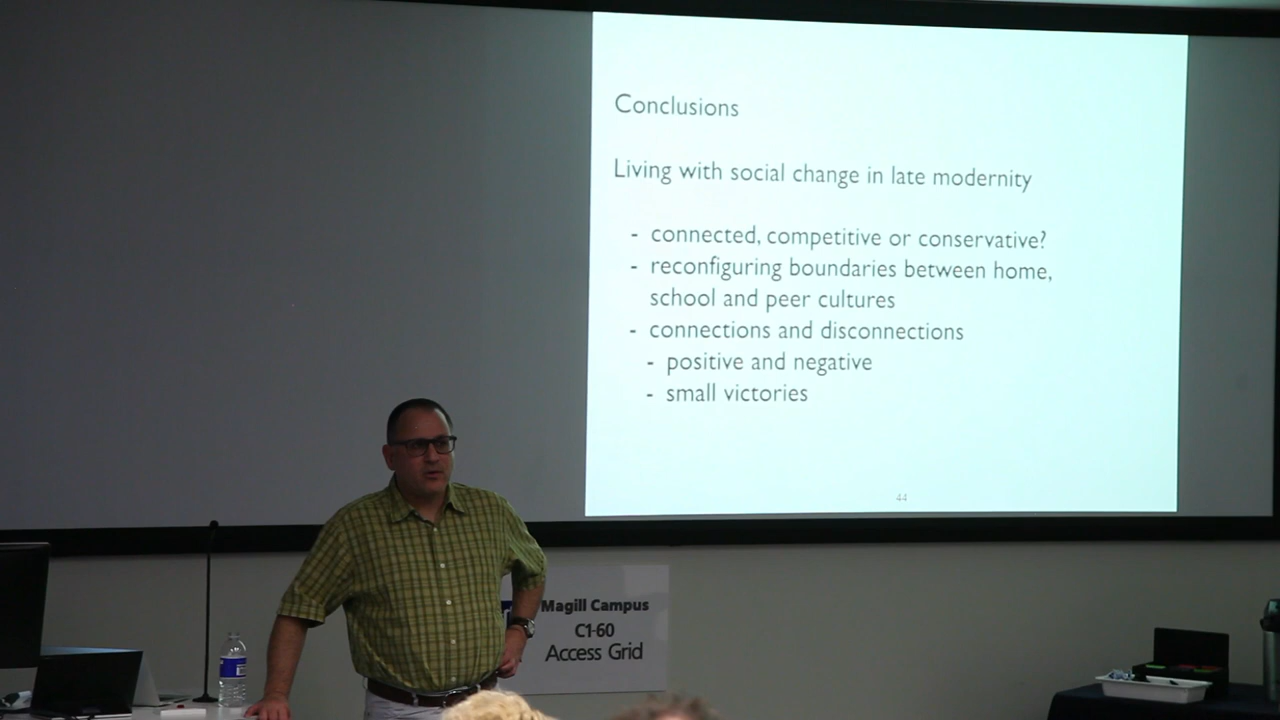 Conclusions
Living with social change in late modernity
- connected, competitive or conservative?
- reconfiguring boundaries between home,
school and peer cultures
- connections and disconnections
- positive and negative
- small victories
44
Magill Campus
C1-60
Access Grid